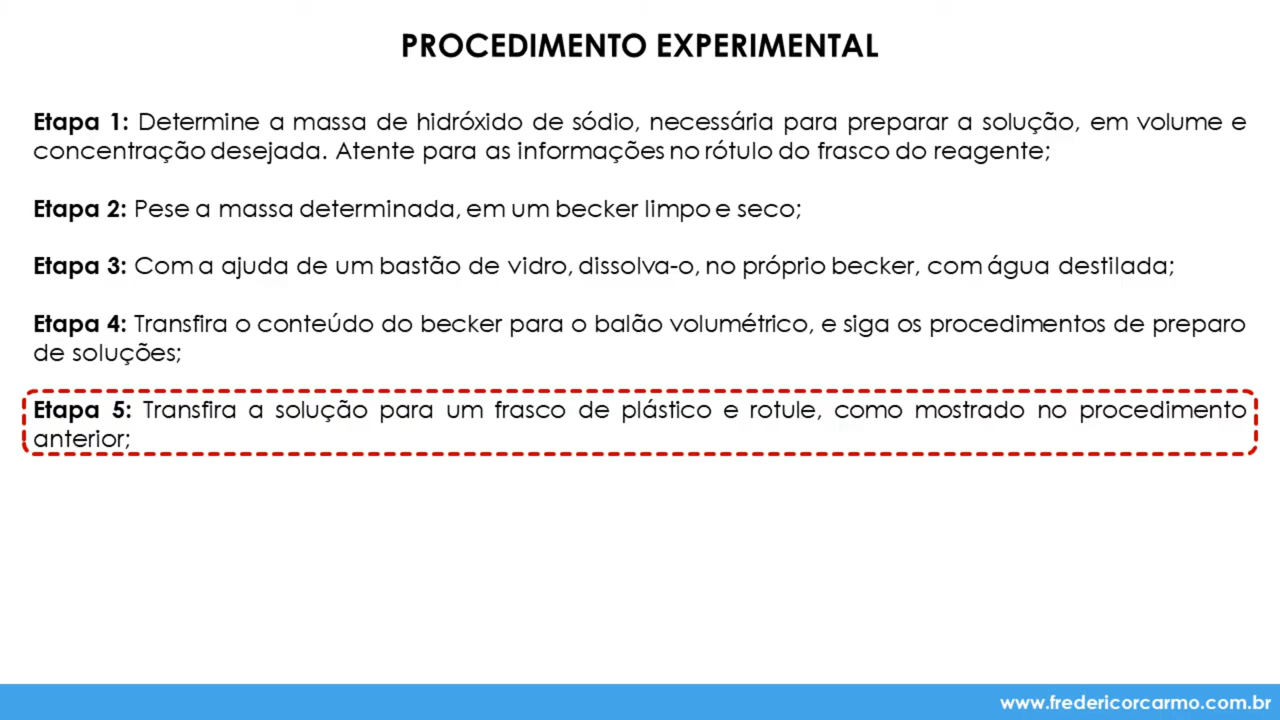 PROCEDIMENTO EXPERIMENTAL
Etapa 1: Determine a massa de hidróxido de sódio, necessária para preparar a solução, em volume e
concentração desejada. Atente para as informações no rótulo do frasco do reagente;
Etapa 2: Pese a massa determinada, em um becker limpo e seco;
Etapa 3: Com a ajuda de um bastão de vidro, dissolva-o, no próprio becker, com água destilada;
Etapa 4: Transfira o conteúdo do becker para o balão volumétrico, e siga os procedimentos de preparo
de soluções;
Etapa 5: Transfira a solução para um frasco de plástico e rotule, como mostrado no procedimento
anterior;
www.fredericorcarmo.com.br